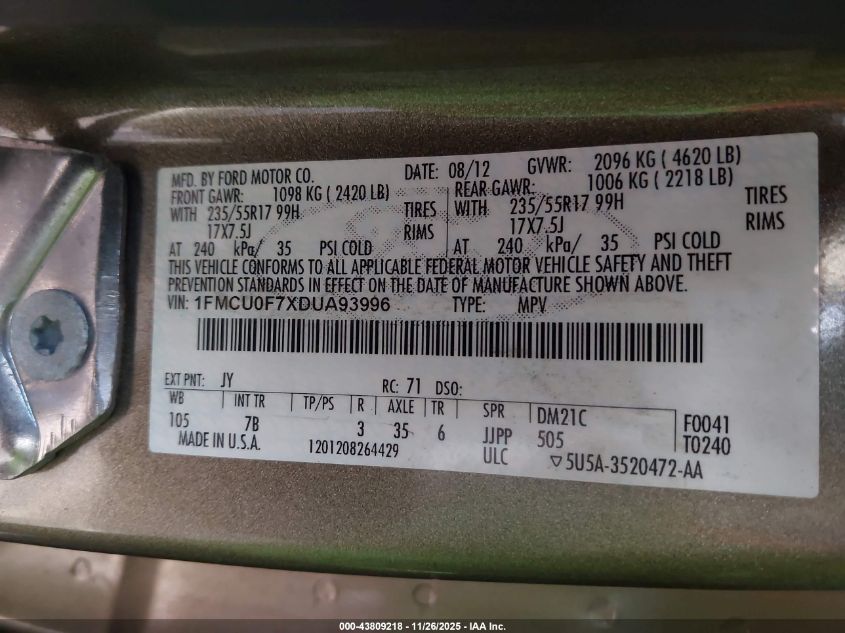 MFD. BY FORD MOTOR CO. DATE: 08/12 GVWR: 2096 KG ( 4620 LB)
FRONT GAWR: 1098 KG ( 2420 LB) REAR GAWR: 1006 KG ( 2218 LB)
WITH 235/55R17 99H TIRES WITH 235/55R17 99H TIRES
17X7.5J RIMS 17X7.5J RIMS
AT 240 kPa/ 35 PSI COLD AT 240 kPa/ 35 PSI COLD
THIS VEHICLE CONFORMS TO ALL APPLICABLE FEDERAL MOTOR VEHICLE SAFETY AND THEFT
PREVENTION STANDARDS IN EFFECT ON THE DATE OF MANUFACTURE SHOWN ABOVE.
VIN: 1FMCU0F7XDUA93996 TYPE: MPV
EXT PNT: JY RC: 71 DSO:
WB INT TR TP/PS R AXLE TR SPR DM21C F0041
105 7B 3 35 6 JJPP 505 T0240
MADE IN U.S.A. 1201208264429 ULC ▽5U5A-3520472-AA
000-43809218 - 11/26/2025 - IAA Inc.